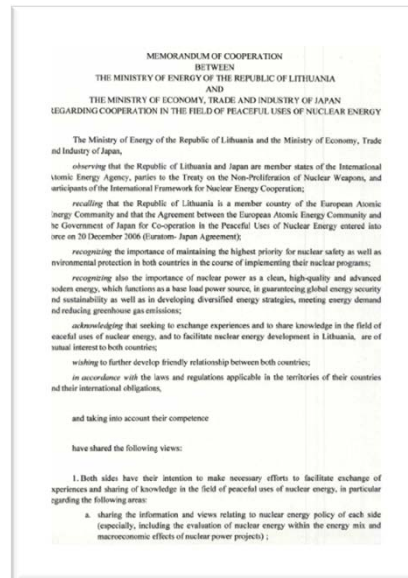 MEMORANDUM OF COOPERATION
BETWEEN
THE MINISTRY OF ENERGY OF THE REPUBLIC OF LITHUANIA
AND
THE MINISTRY OF ECONOMY, TRADE AND INDUSTRY OF JAPAN
REGARDING COOPERATION IN THE FIELD OF PEACEFUL USES OF NUCLEAR ENERGY
The Ministry of Energy of the Republic of Lithuania and the Ministry of Economy, Trade
nd Industry of Japan,
observing that the Republic of Lithuania and Japan are member states of the International
tomic Energy Agency, parties to the Treaty on the Non-Proliferation of Nuclear Weapons, and
articipants of the International Framework for Nuclear Energy Cooperation;
recalling that the Republic of Lithuania is a member country of the European Atomic
nergy Community and that the Agreement between the European Atomic Energy Community and
he Government of Japan for Co-operation in the Peaceful Uses of Nuclear Energy entered into
orce on 20 December 2006 (Euratom- Japan Agreement);
recognizing the importance of maintaining the highest priority for nuclear safety as well as
nvironmental protection in both countries in the course of implementing their nuclear programs;
recognizing also the importance of nuclear power as a clean, high-quality and advanced
odern energy, which functions as a base load power source, in guaranteeing global energy security
nd sustainability as well as in developing diversified energy strategies, meeting energy demand
nd reducing greenhouse gas emissions;
acknowledging that seeking to exchange experiences and to share knowledge in the field of
eaceful uses of nuclear energy, and to facilitate nuclear energy development in Lithuania, are of
utual interest to both countries;
wishing to further develop friendly relationship between both countries;
in accordance with the laws and regulations applicable in the territories of their countries
nd their international obligations,
and taking into account their competence
have shared the following views:
1. Both sides have their intention to make necessary efforts to facilitate exchange of
xperiences and sharing of knowledge in the field of peaceful uses of nuclear energy, in particular
egarding the following areas:
a. sharing the information and views relating to nuclear energy policy of each side
(especially, including the evaluation of nuclear energy within the energy mix and
macroeconomic effects of nuclear power projects) ;